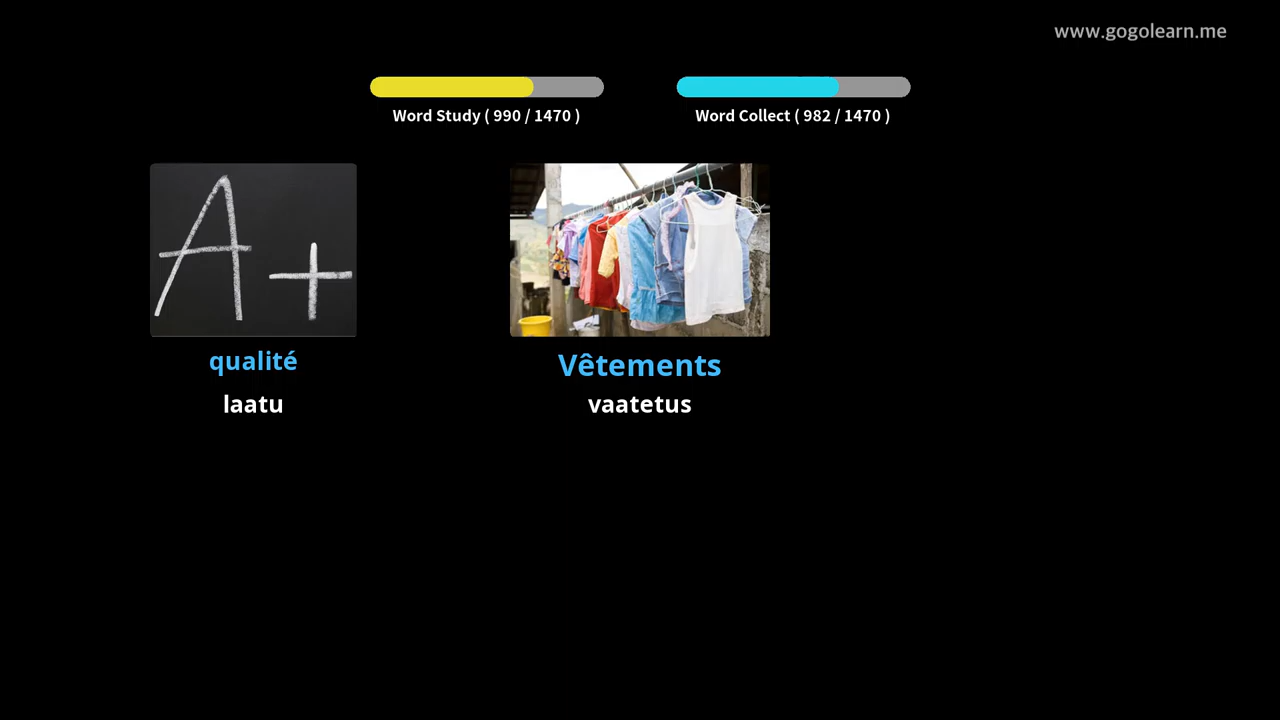 www.gogolearn.me
Word Study ( 990 / 1470 )
Word Collect ( 982 / 1470 )
A+
qualité
laatu
Vêtements
vaatetus